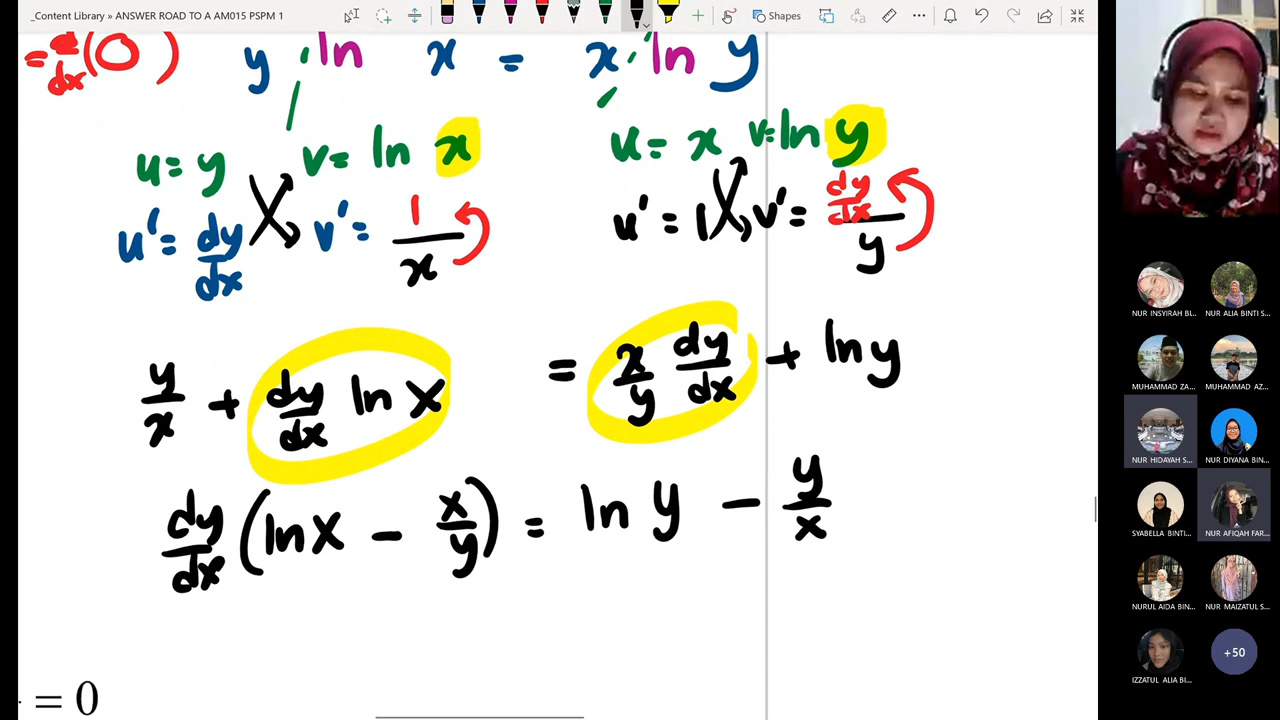 _Content Library » ANSWER ROAD TO A AM015 PSPM 1
Shapes
= d/dx (0)
y · ln x = x · ln y
u = y v = ln x
u = x v = ln y
u' = dy/dx v' = 1/x
u' = 1 v' = dy/dx / y
y/x + dy/dx ln x = x/y dy/dx + ln y
dy/dx (ln x − x/y) = ln y − y/x
= 0
NUR INSYIRAH BI...
NUR ALIA BINTI S...
MUHAMMAD ZA...
MUHAMMAD AZ...
NUR HIDAYAH S...
NUR DIYANA BIN...
SYABELLA BINTI...
NUR AFIQAH FAR...
NURUL AIDA BIN...
NUR MAIZATUL S...
IZZATUL ALIA BI...
+50